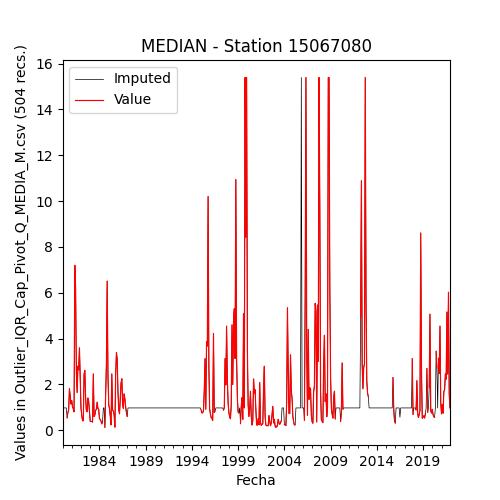 MEDIAN - Station 15067080
Values in Outlier_IQR_Cap_Pivot_Q_MEDIA_M.csv (504 recs.)
16
14
12
10
8
6
4
2
0
Imputed
Value
1984 1989 1994 1999 2004 2009 2014 2019
Fecha